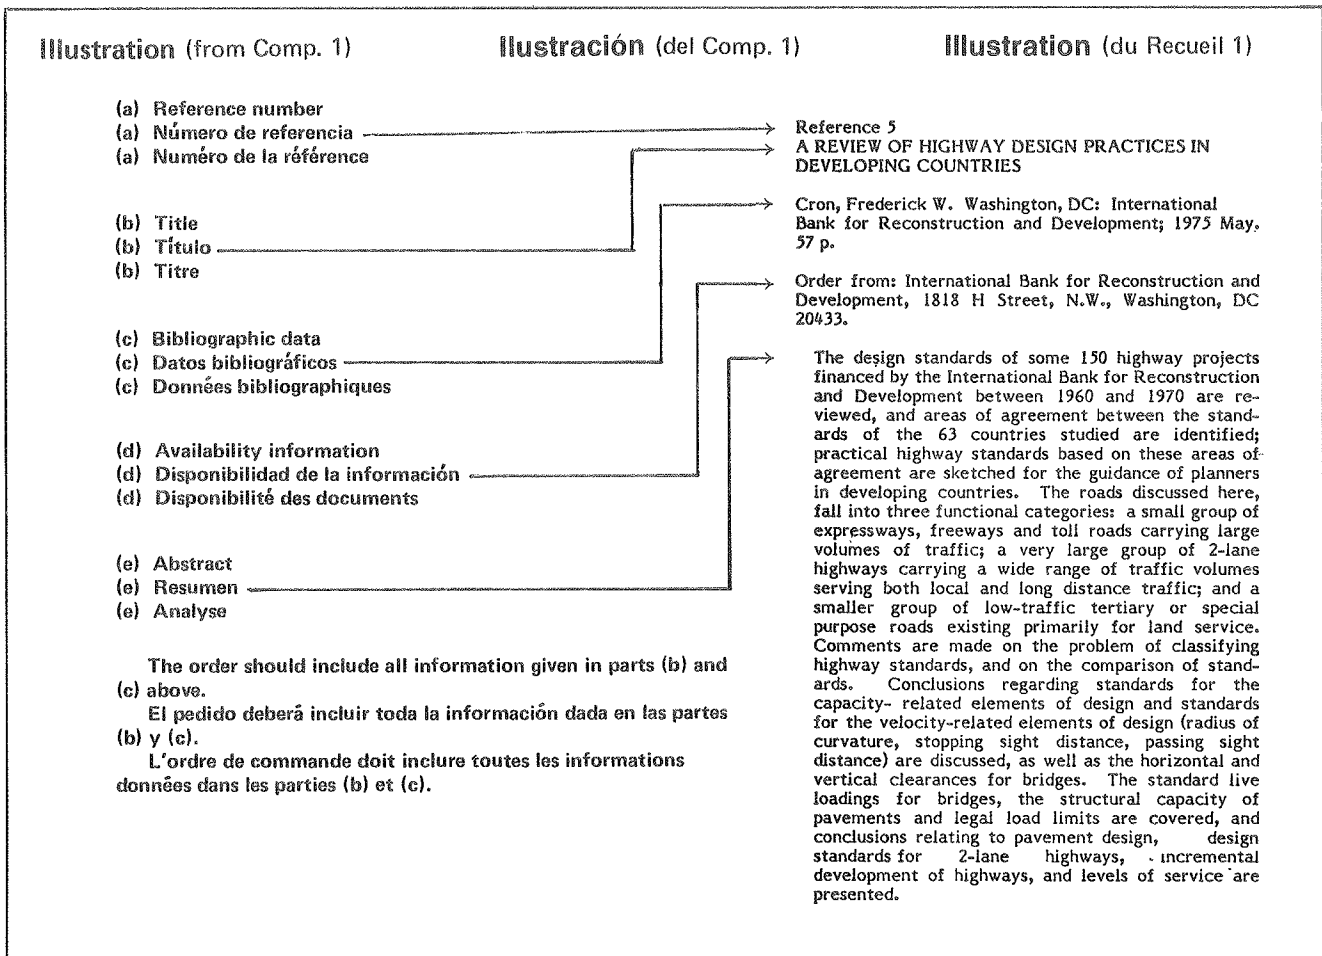 Illustration (from Comp. 1)
Ilustración (del Comp. 1)
Illustration (du Recueil 1)
(a) Reference number
(a) Número de referencia
(a) Numéro de la référence
(b) Title
(b) Título
(b) Titre
(c) Bibliographic data
(c) Datos bibliográficos
(c) Données bibliographiques
(d) Availability information
(d) Disponibilidad de la información
(d) Disponibilité des documents
(e) Abstract
(e) Resumen
(e) Analyse
The order should include all information given in parts (b) and
(c) above.
El pedido deberá incluir toda la información dada en las partes
(b) y (c).
L'ordre de commande doit inclure toutes les informations
données dans les parties (b) et (c).
Reference 5
A REVIEW OF HIGHWAY DESIGN PRACTICES IN
DEVELOPING COUNTRIES
Cron, Frederick W. Washington, DC: International
Bank for Reconstruction and Development; 1975 May.
57 p.
Order from: International Bank for Reconstruction and
Development, 1818 H Street, N.W., Washington, DC
20433.
The design standards of some 150 highway projects
financed by the International Bank for Reconstruction
and Development between 1960 and 1970 are re-
viewed, and areas of agreement between the stand-
ards of the 63 countries studied are identified;
practical highway standards based on these areas of
agreement are sketched for the guidance of planners
in developing countries. The roads discussed here,
fall into three functional categories: a small group of
expressways, freeways and toll roads carrying large
volumes of traffic; a very large group of 2-lane
highways carrying a wide range of traffic volumes
serving both local and long distance traffic; and a
smaller group of low-traffic tertiary or special
purpose roads existing primarily for land service.
Comments are made on the problem of classifying
highway standards, and on the comparison of stand-
ards. Conclusions regarding standards for the
capacity- related elements of design and standards
for the velocity-related elements of design (radius of
curvature, stopping sight distance, passing sight
distance) are discussed, as well as the horizontal and
vertical clearances for bridges. The standard live
loadings for bridges, the structural capacity of
pavements and legal load limits are covered, and
conclusions relating to pavement design, design
standards for 2-lane highways, incremental
development of highways, and levels of service are
presented.